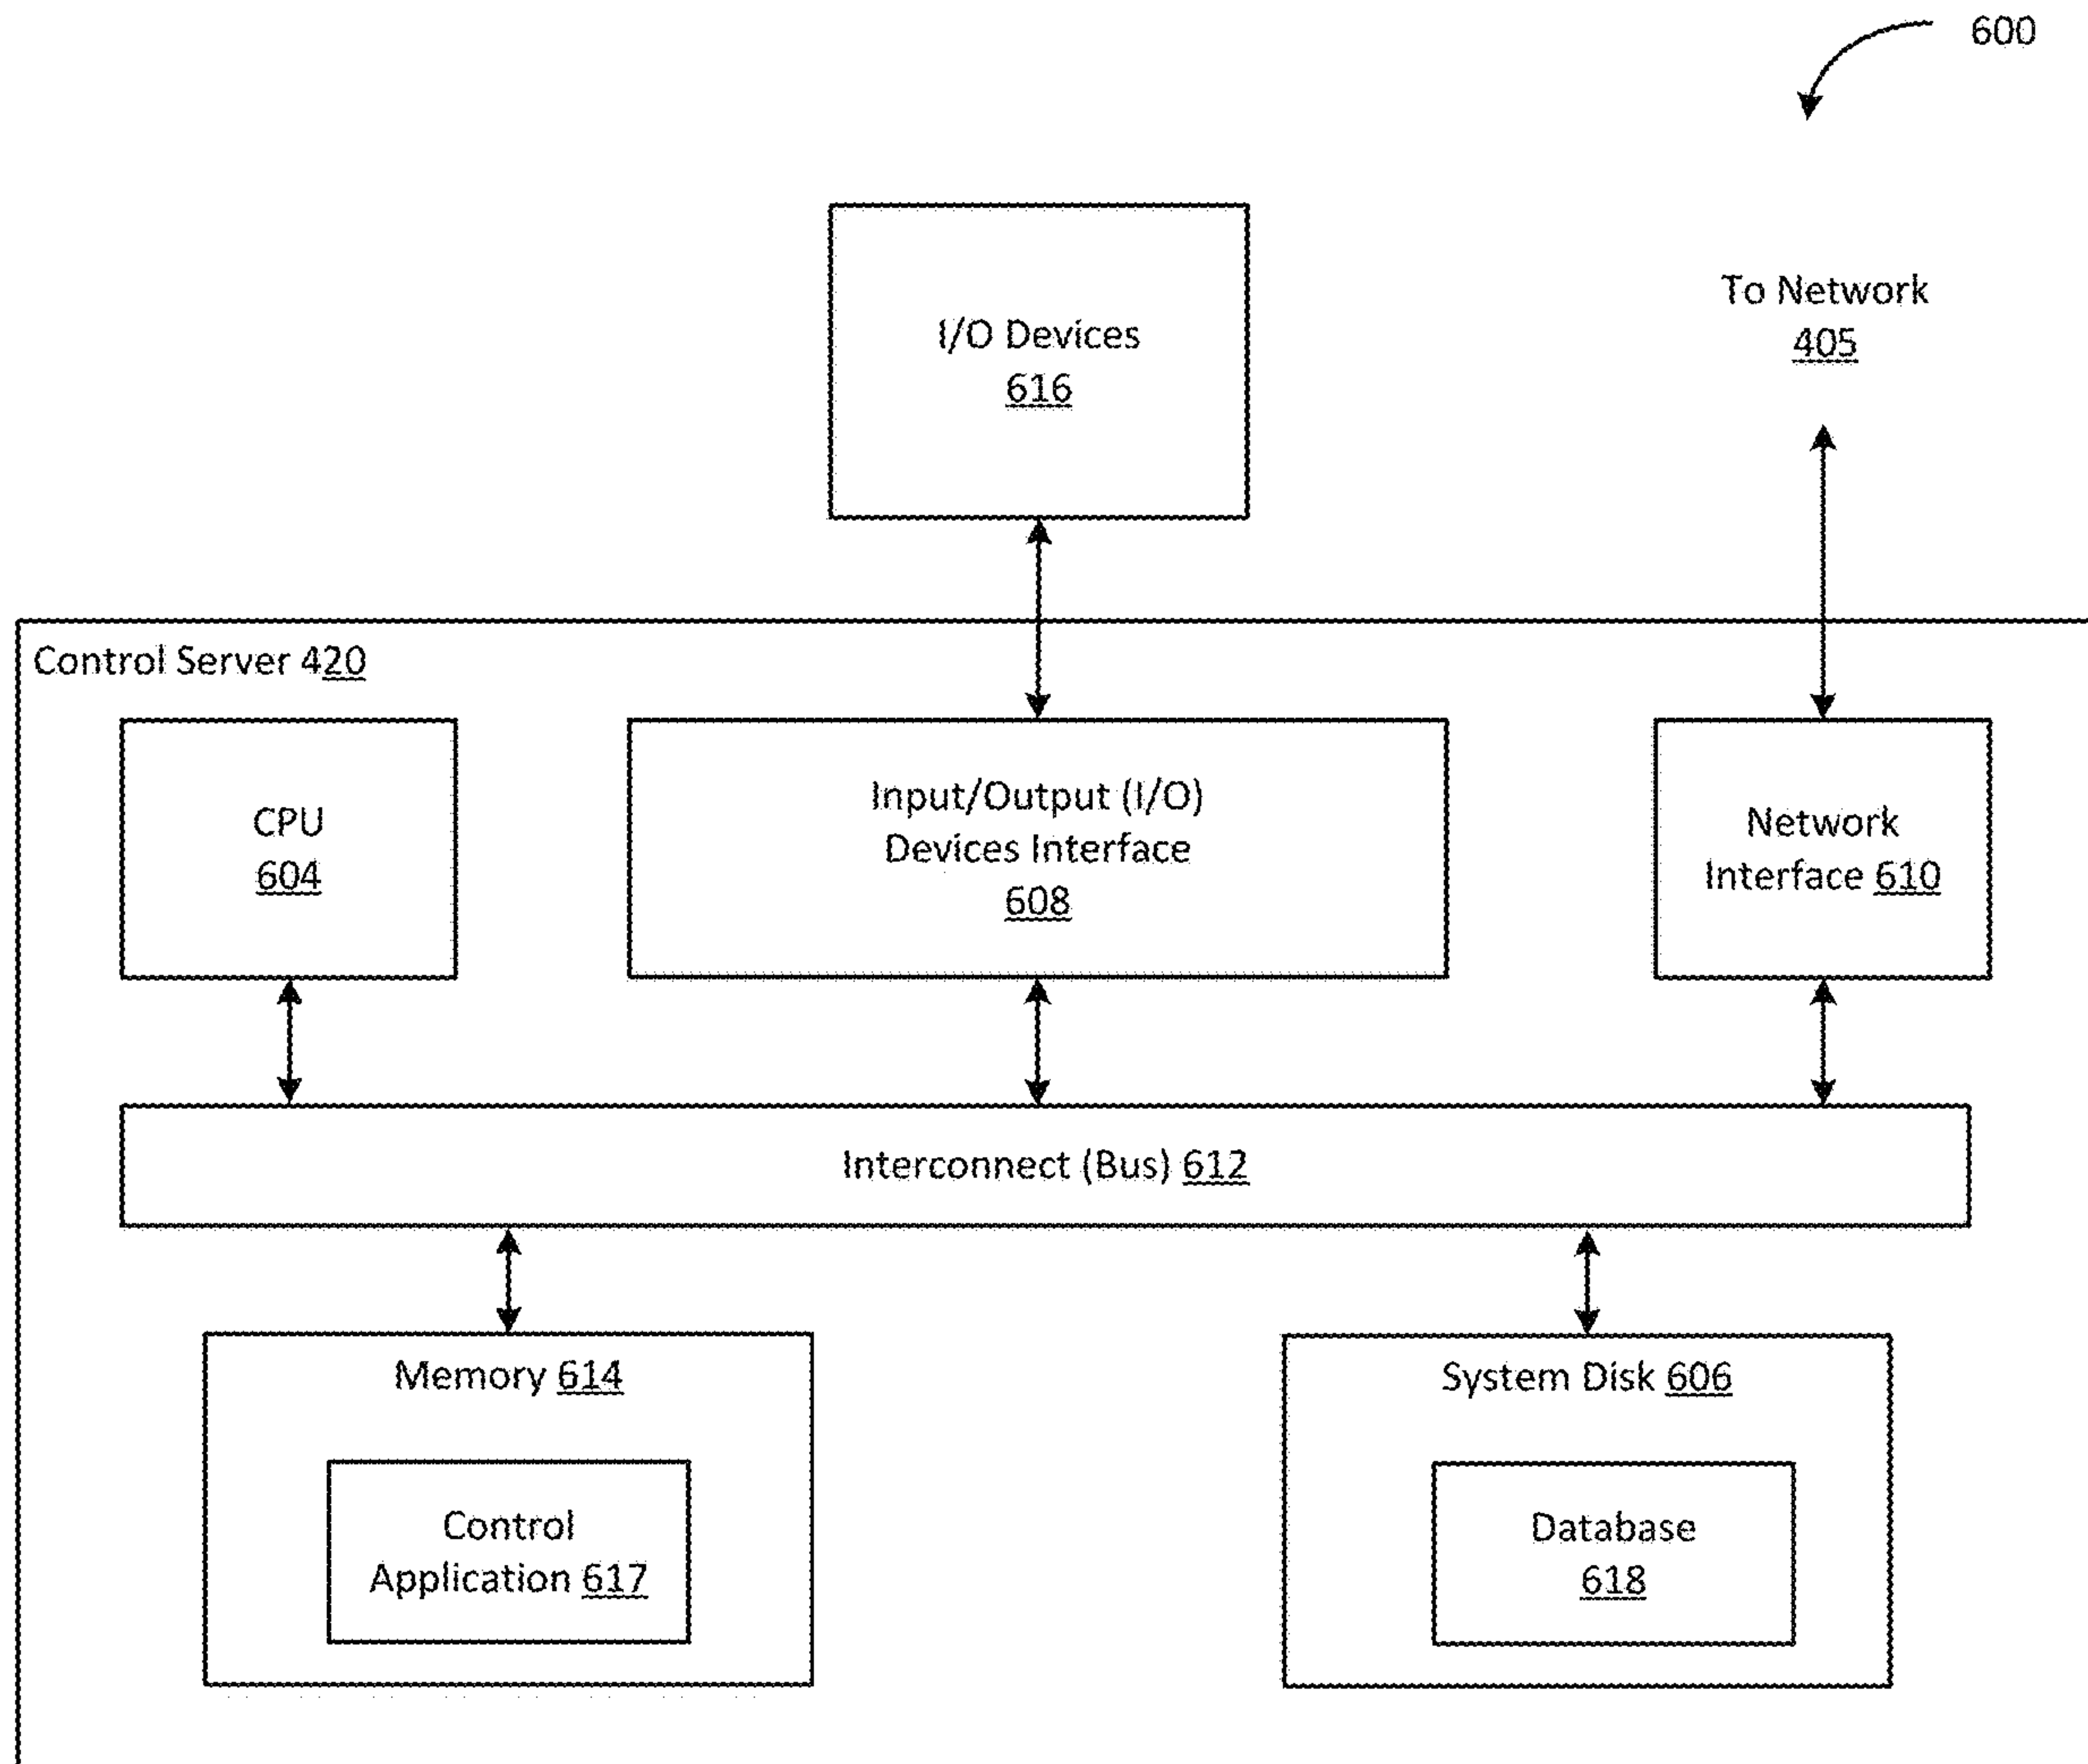 600
I/O Devices
616
To Network
405
Control Server 420
CPU
604
Input/Output (I/O)
Devices Interface
608
Network
Interface 610
Interconnect (Bus) 612
Memory 614
Control
Application 617
System Disk 606
Database
618